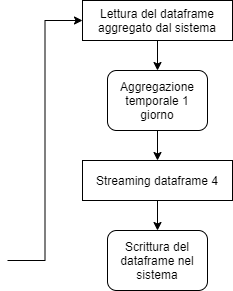 Lettura del dataframe
aggregato dal sistema
Aggregazione
temporale 1
giorno
Streaming dataframe 4
Scrittura del
dataframe nel
sistema